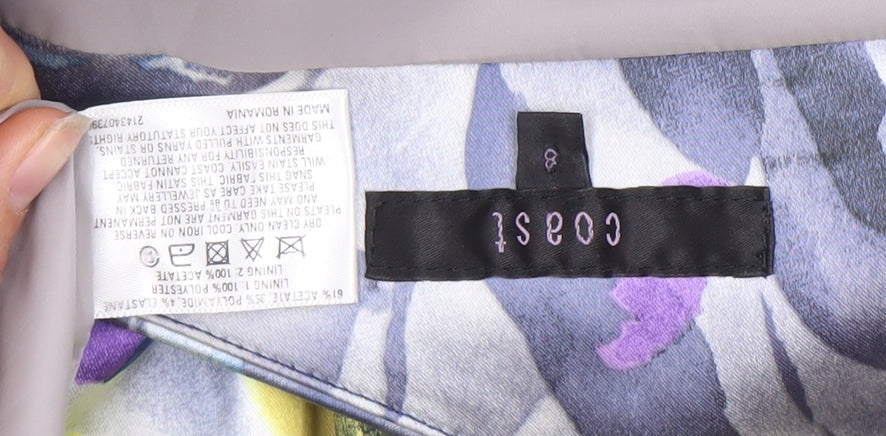 coast
8
61% ACETATE, 35% POLYAMIDE, 4% ELASTANE
LINING 1: 100% POLYESTER
LINING 2: 100% ACETATE
DRY CLEAN ONLY. COOL IRON ON REVERSE
PLEATS ON THIS GARMENT ARE NOT PERMANENT
AND MAY NEED TO BE PRESSED BACK IN
PLEASE TAKE CARE AS JEWELLERY MAY
SNAG THIS SATIN FABRIC
WILL STAIN EASILY. COAST CANNOT ACCEPT
RESPONSIBILITY FOR ANY RETURNED
GARMENTS WITH PULLED YARNS OR STAINS
THIS DOES NOT AFFECT YOUR STATUTORY RIGHTS
MADE IN ROMANIA